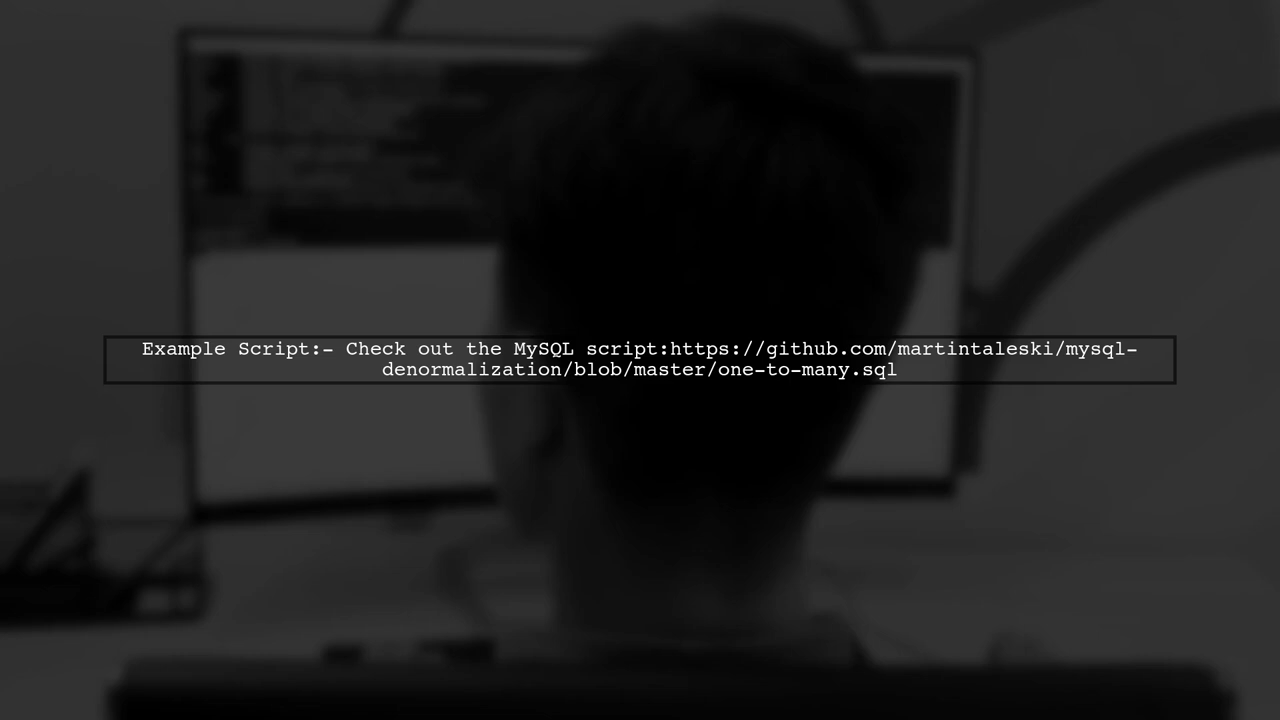 Example Script:- Check out the MySQL script:https://github.com/martintaleski/mysql-
denormalization/blob/master/one-to-many.sql